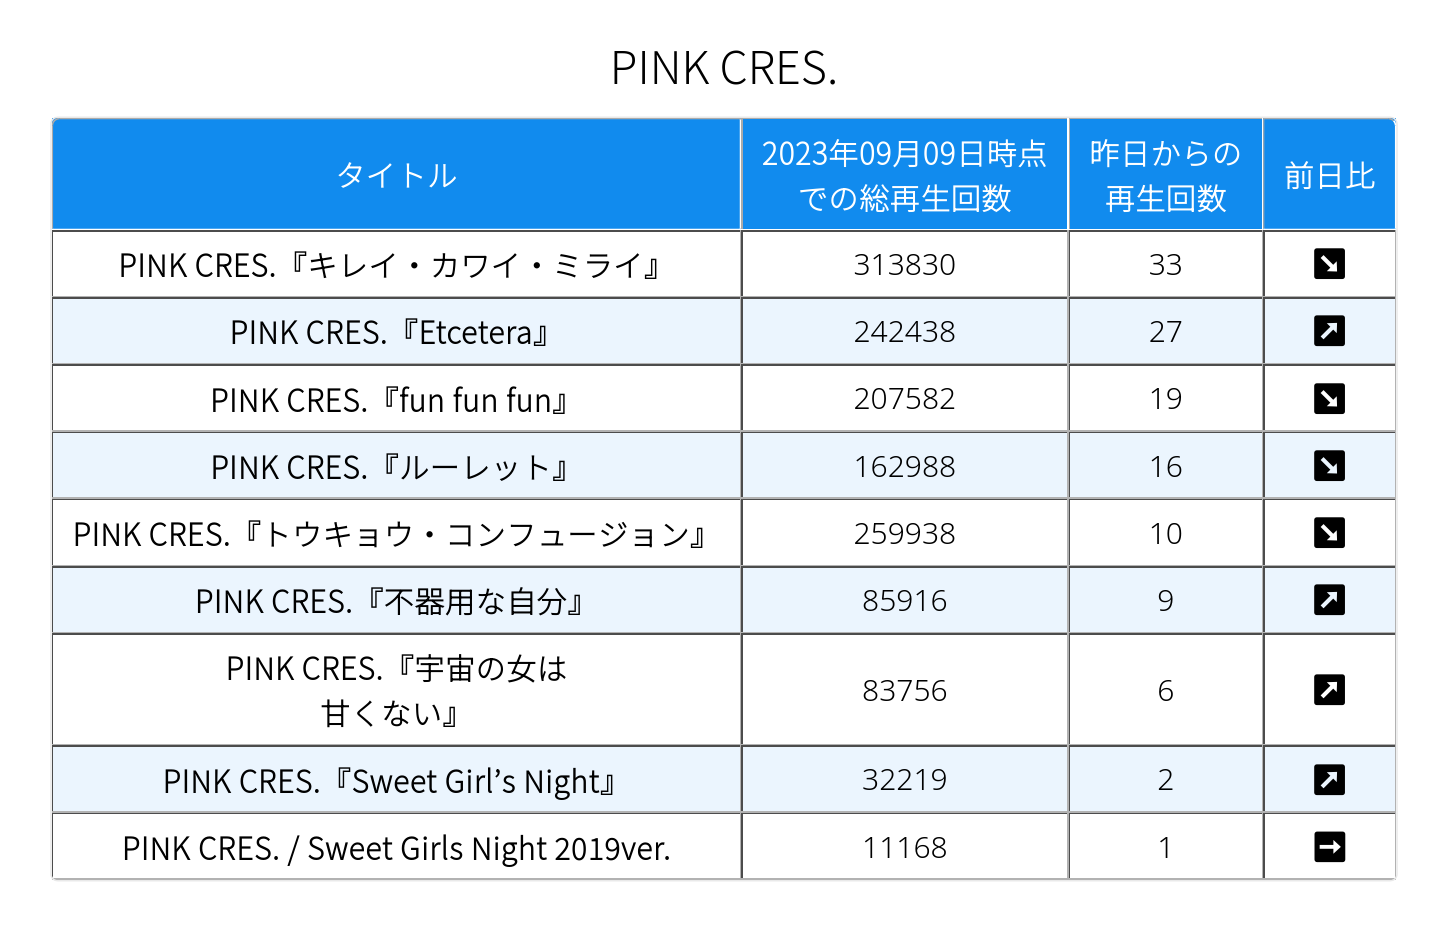 PINK CRES.
タイトル
2023年09月09日時点
での総再生回数
昨日からの
再生回数
前日比
PINK CRES.『キレイ・カワイ・ミライ』 313830 33 ↘
PINK CRES.『Etcetera』 242438 27 ↗
PINK CRES.『fun fun fun』 207582 19 ↘
PINK CRES.『ルーレット』 162988 16 ↘
PINK CRES.『トウキョウ・コンフュージョン』 259938 10 ↘
PINK CRES.『不器用な自分』 85916 9 ↗
PINK CRES.『宇宙の女は
甘くない』 83756 6 ↗
PINK CRES.『Sweet Girl’s Night』 32219 2 ↗
PINK CRES. / Sweet Girls Night 2019ver. 11168 1 →